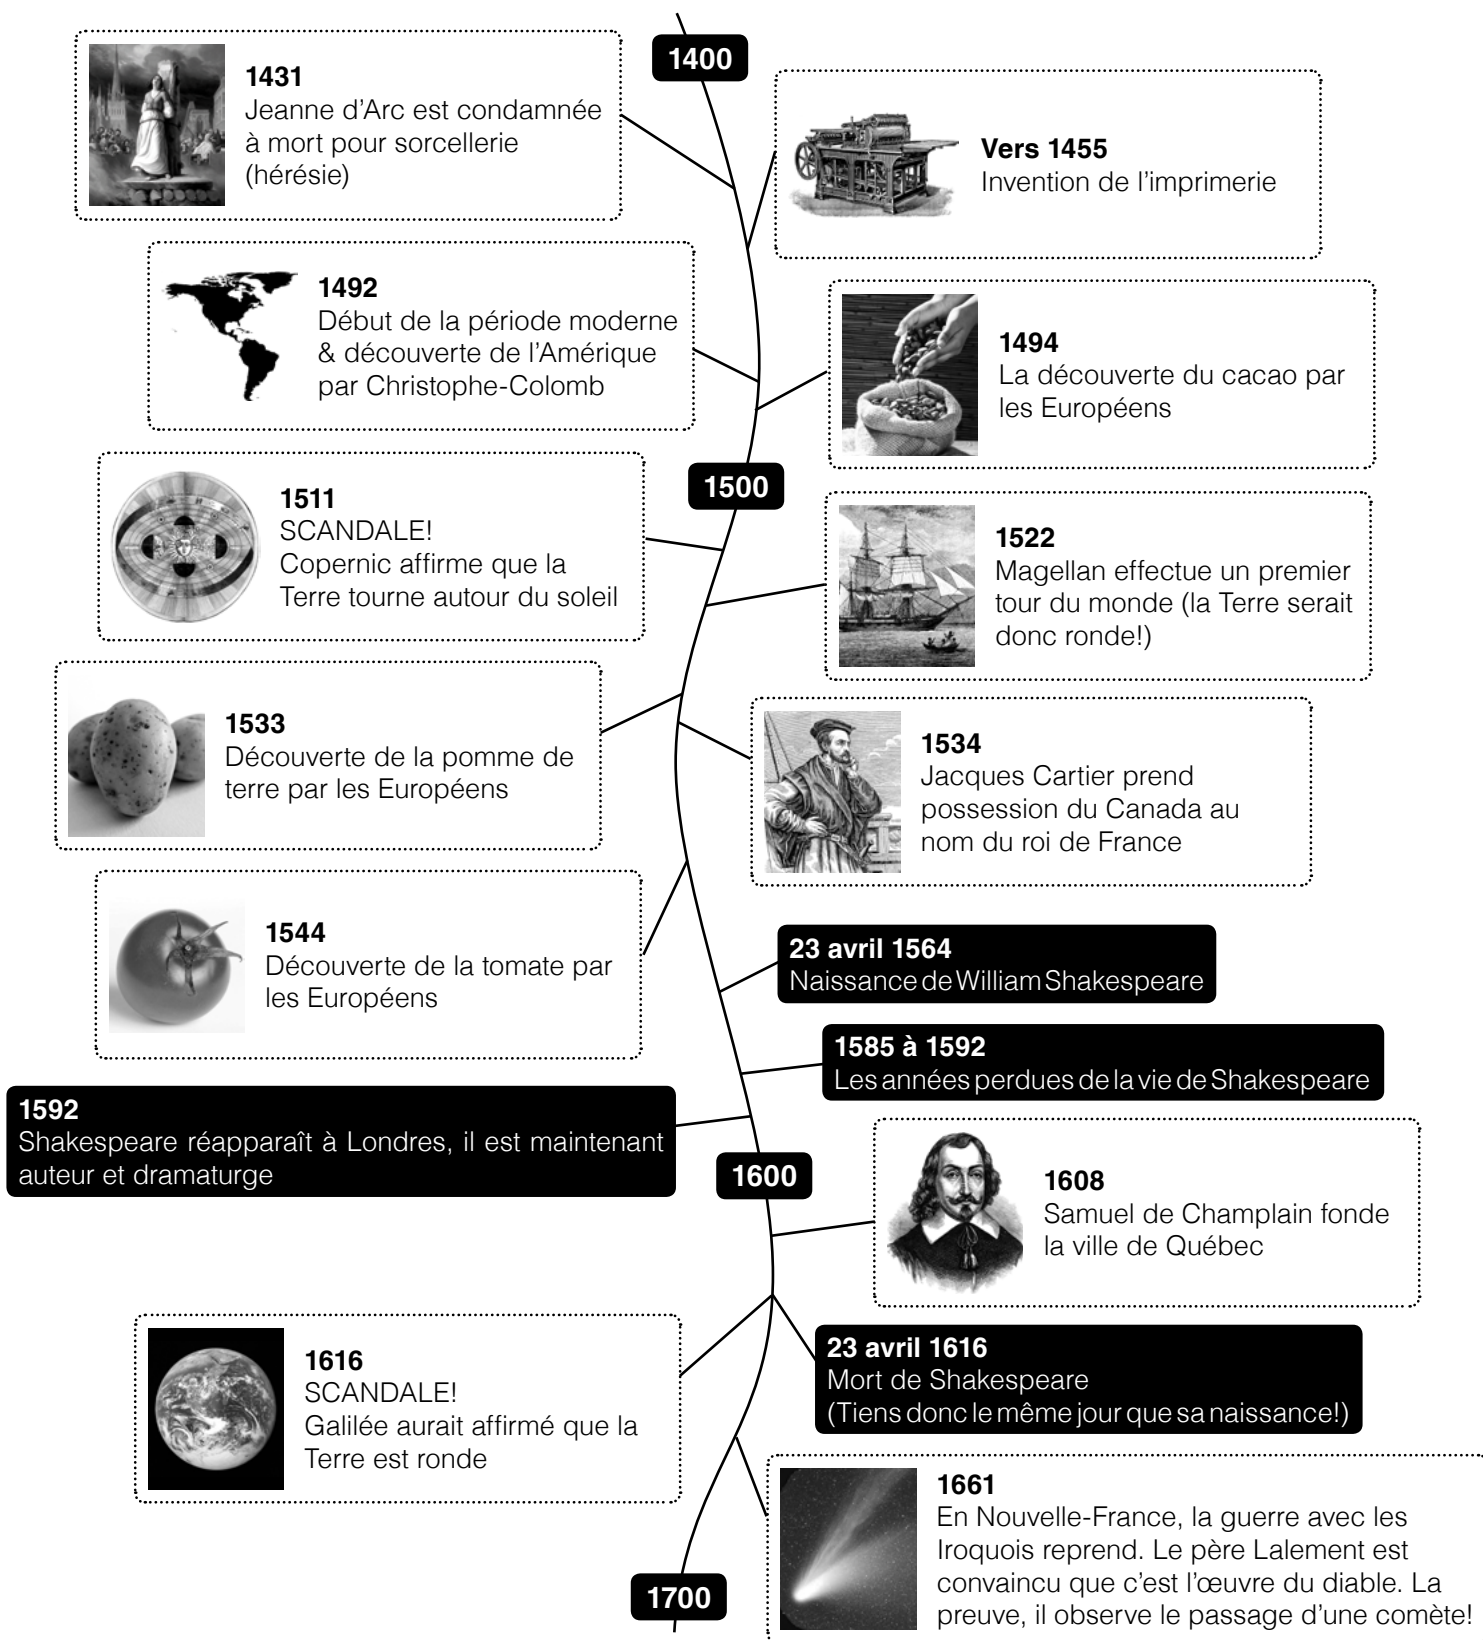 1400
1431
Jeanne d’Arc est condamnée
à mort pour sorcellerie
(hérésie)
Vers 1455
Invention de l’imprimerie
1492
Début de la période moderne
& découverte de l’Amérique
par Christophe-Colomb
1494
La découverte du cacao par
les Européens
1500
1511
SCANDALE!
Copernic affirme que la
Terre tourne autour du soleil
1522
Magellan effectue un premier
tour du monde (la Terre serait
donc ronde!)
1533
Découverte de la pomme de
terre par les Européens
1534
Jacques Cartier prend
possession du Canada au
nom du roi de France
1544
Découverte de la tomate par
les Européens
23 avril 1564
Naissance de William Shakespeare
1585 à 1592
Les années perdues de la vie de Shakespeare
1592
Shakespeare réapparaît à Londres, il est maintenant
auteur et dramaturge
1600
1608
Samuel de Champlain fonde
la ville de Québec
1616
SCANDALE!
Galilée aurait affirmé que la
Terre est ronde
23 avril 1616
Mort de Shakespeare
(Tiens donc le même jour que sa naissance!)
1661
En Nouvelle-France, la guerre avec les
Iroquois reprend. Le père Lalement est
convaincu que c’est l’œuvre du diable. La
preuve, il observe le passage d’une comète!
1700